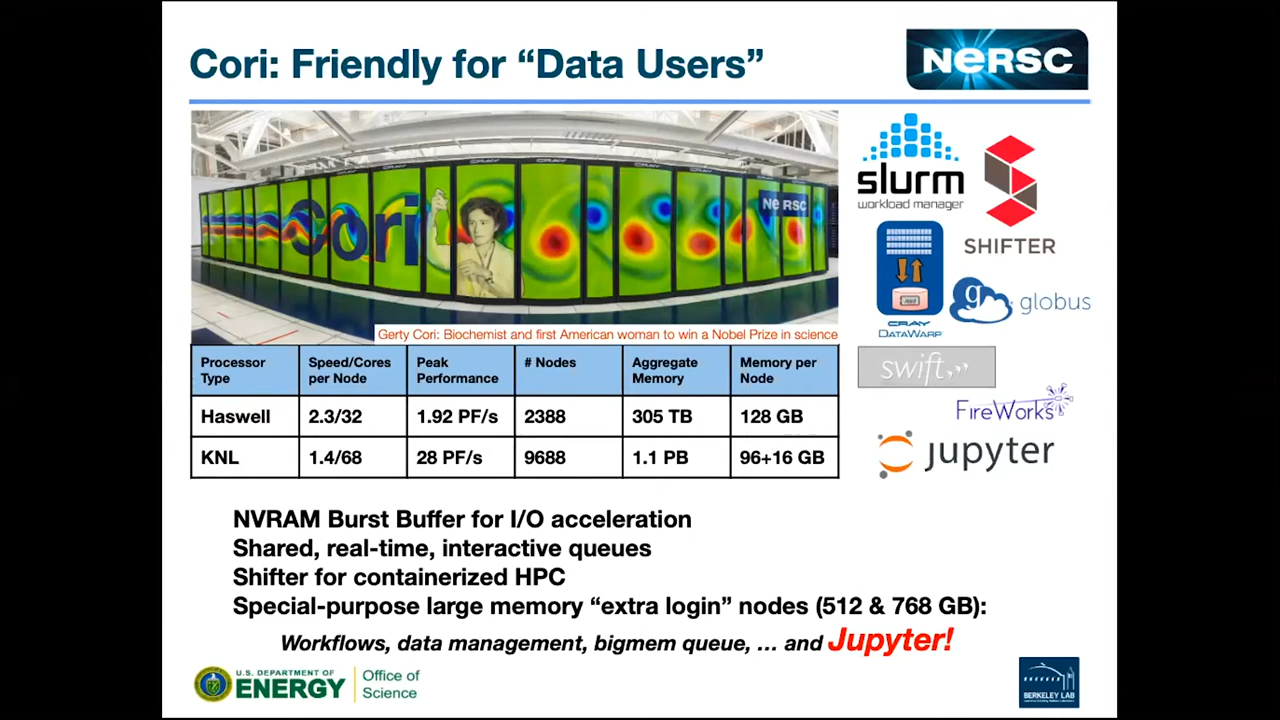 Cori: Friendly for “Data Users”
NERSC
Cori
NeRSC
Gerty Cori: Biochemist and first American woman to win a Nobel Prize in science
slurm
workload manager
SHIFTER
CRAY
DATAWARP
g globus
swift
FireWorks
jupyter
Processor Type | Speed/Cores per Node | Peak Performance | # Nodes | Aggregate Memory | Memory per Node
Haswell | 2.3/32 | 1.92 PF/s | 2388 | 305 TB | 128 GB
KNL | 1.4/68 | 28 PF/s | 9688 | 1.1 PB | 96+16 GB
NVRAM Burst Buffer for I/O acceleration
Shared, real-time, interactive queues
Shifter for containerized HPC
Special-purpose large memory “extra login” nodes (512 & 768 GB):
Workflows, data management, bigmem queue, … and Jupyter!
U.S. DEPARTMENT OF
ENERGY
Office of
Science
BERKELEY LAB